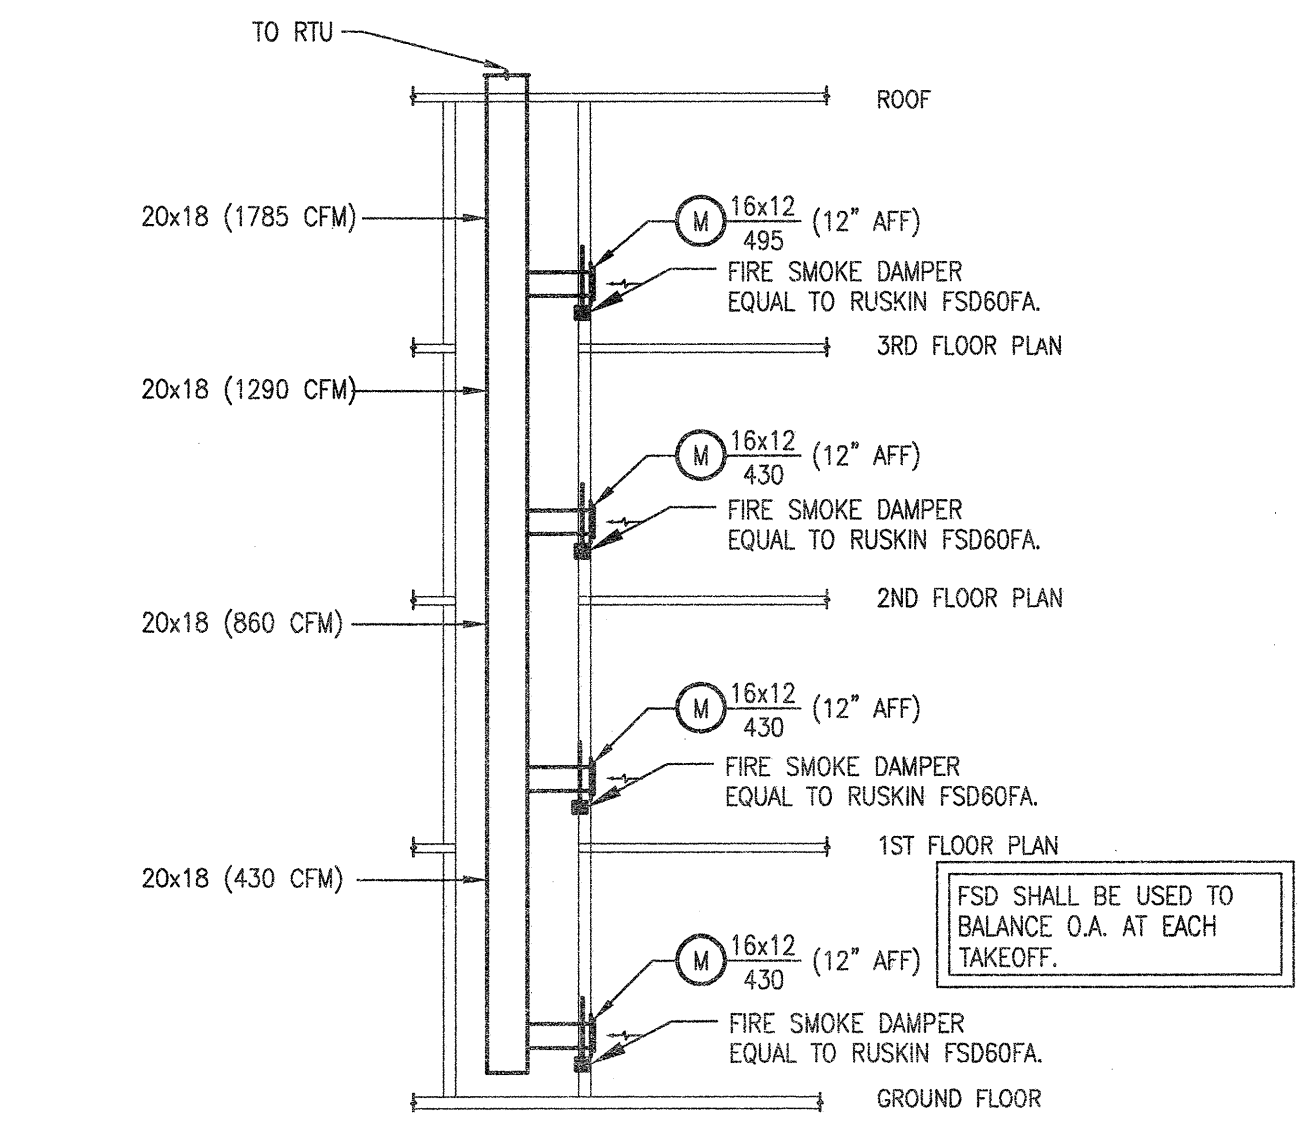 TO RTU
ROOF
20x18 (1785 CFM)
M 16x12 (12" AFF)
495
FIRE SMOKE DAMPER
EQUAL TO RUSKIN FSD60FA.
3RD FLOOR PLAN
20x18 (1290 CFM)
M 16x12 (12" AFF)
430
FIRE SMOKE DAMPER
EQUAL TO RUSKIN FSD60FA.
2ND FLOOR PLAN
20x18 (860 CFM)
M 16x12 (12" AFF)
430
FIRE SMOKE DAMPER
EQUAL TO RUSKIN FSD60FA.
1ST FLOOR PLAN
20x18 (430 CFM)
FSD SHALL BE USED TO
BALANCE O.A. AT EACH
TAKEOFF.
M 16x12 (12" AFF)
430
FIRE SMOKE DAMPER
EQUAL TO RUSKIN FSD60FA.
GROUND FLOOR